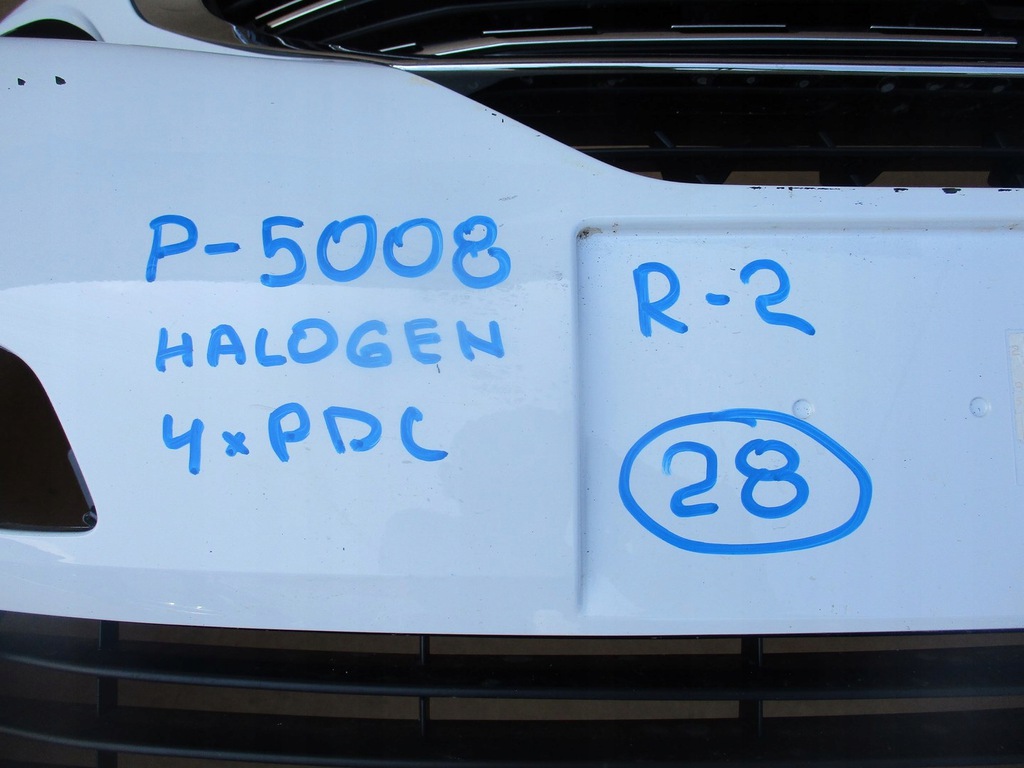 P-5008
HALOGEN
4xPDC
R-2
28